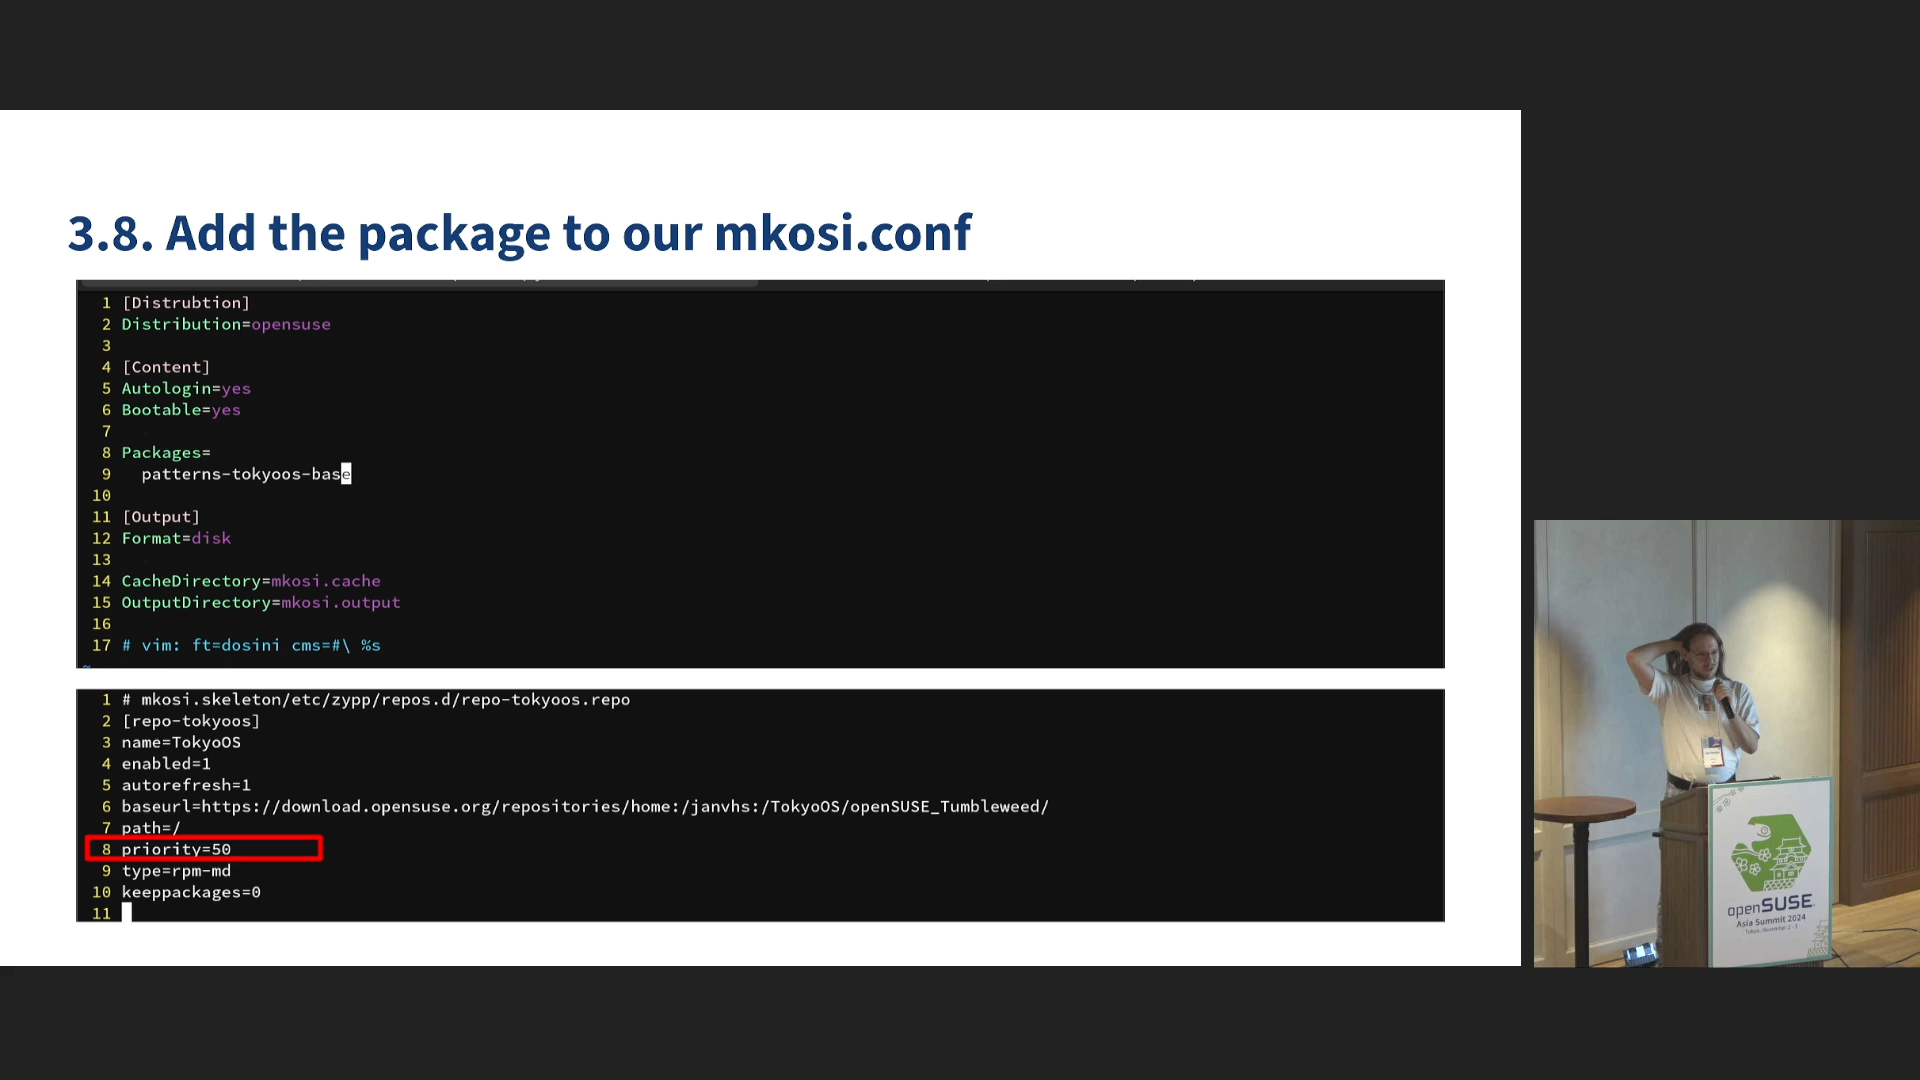 3.8. Add the package to our mkosi.conf
1 [Distrubtion]
2 Distribution=opensuse
3
4 [Content]
5 Autologin=yes
6 Bootable=yes
7
8 Packages=
9 patterns-tokyoos-base
10
11 [Output]
12 Format=disk
13
14 CacheDirectory=mkosi.cache
15 OutputDirectory=mkosi.output
16
17 # vim: ft=dosini cms=#\ %s
~
1 # mkosi.skeleton/etc/zypp/repos.d/repo-tokyoos.repo
2 [repo-tokyoos]
3 name=TokyoOS
4 enabled=1
5 autorefresh=1
6 baseurl=https://download.opensuse.org/repositories/home:/janvhs:/TokyoOS/openSUSE_Tumbleweed/
7 path=/
8 priority=50
9 type=rpm-md
10 keeppackages=0
11
openSUSE
Asia Summit 2024
Tokyo, November 2 - 3